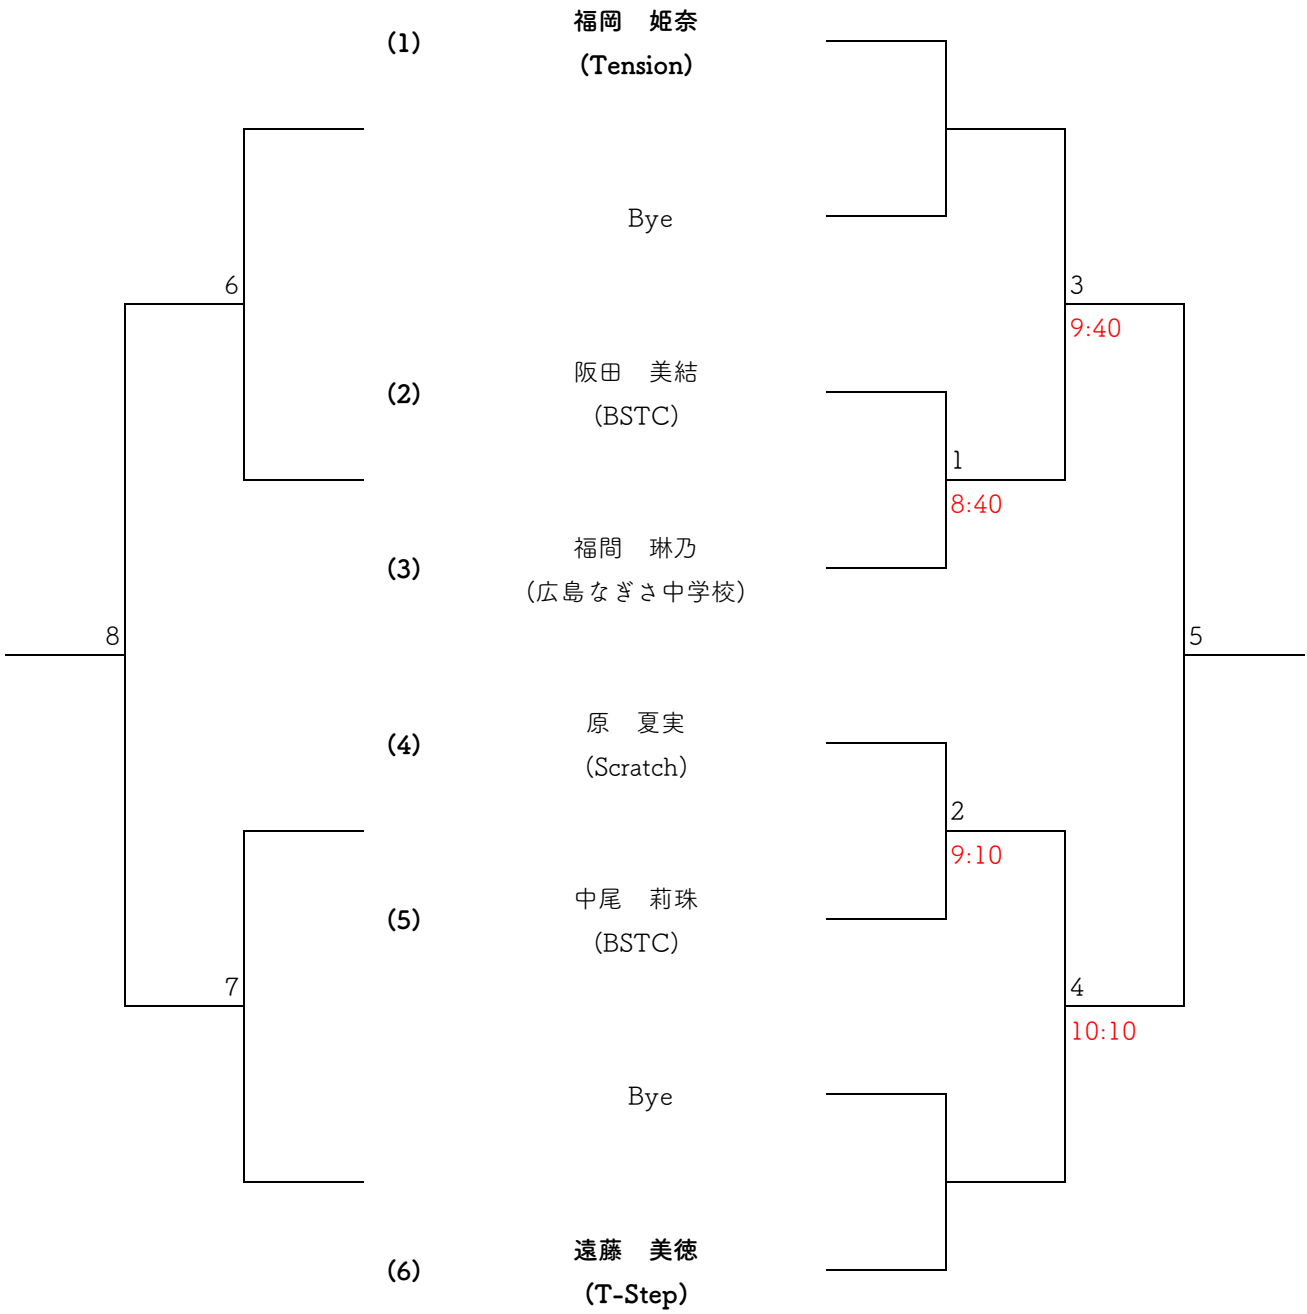 (1)
福岡　姫奈
(Tension)
Bye
6
3
9:40
(2)
阪田　美結
(BSTC)
1
8:40
(3)
福間　琳乃
(広島なぎさ中学校)
8
5
(4)
原　夏実
(Scratch)
2
9:10
(5)
中尾　莉珠
(BSTC)
7
4
10:10
Bye
(6)
遠藤　美徳
(T-Step)